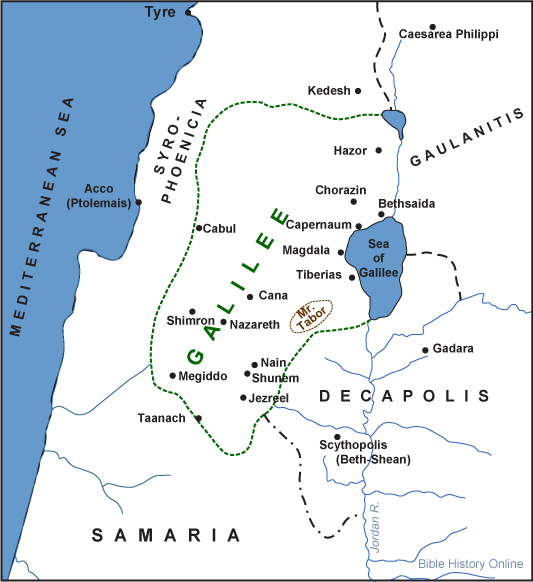 Tyre
Caesarea Philippi
Kedesh
MEDITERRANEAN SEA
SYRO-
PHOENICIA
GAULANITIS
Hazor
Acco
(Ptolemais)
Chorazin
Bethsaida
Cabul
Capernaum
Magdala
Sea
of
Galilee
Tiberias
GALILEE
Cana
Shimron
Nazareth
Mr.
Tabor
Gadara
Nain
Megiddo
Shunem
Jezreel
DECAPOLIS
Taanach
Scythopolis
(Beth-Shean)
SAMARIA
Jordan R.
Bible History Online